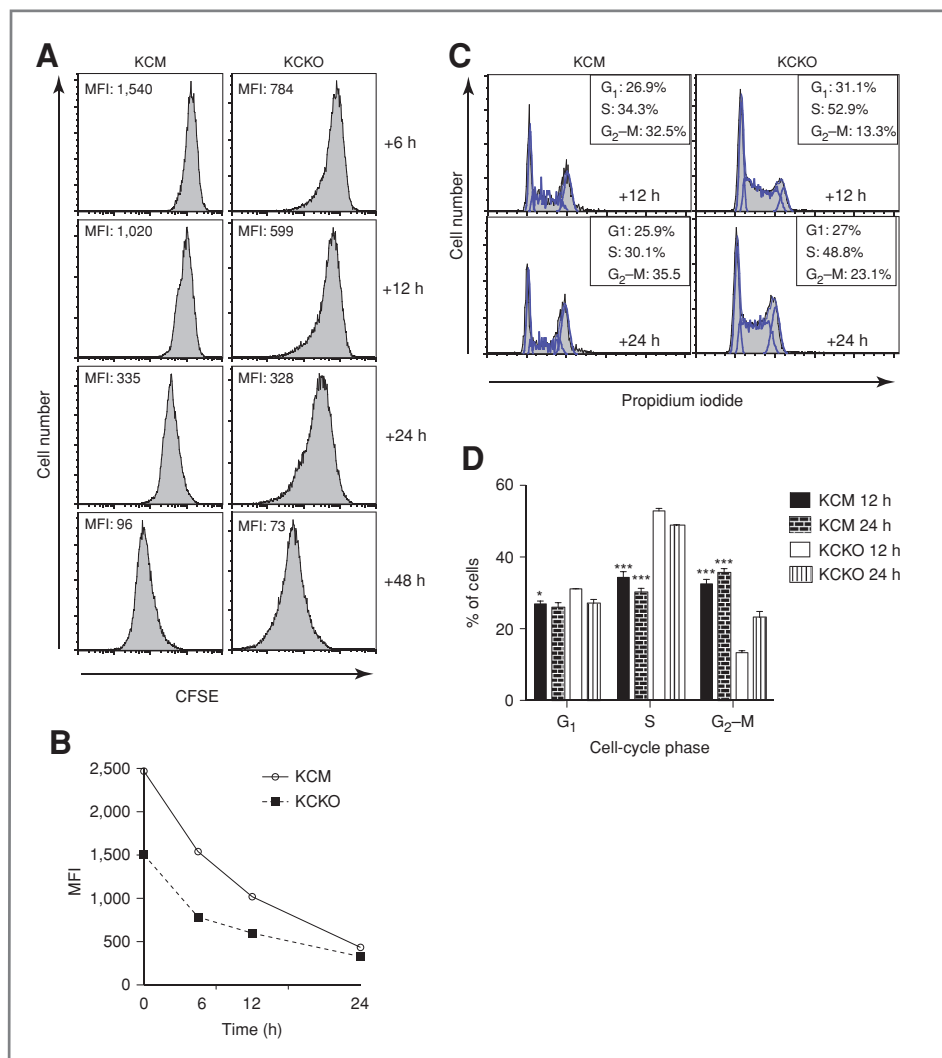 A
KCM
KCKO
MFI: 1,540
MFI: 784
+6 h
MFI: 1,020
MFI: 599
+12 h
MFI: 335
MFI: 328
+24 h
MFI: 96
MFI: 73
+48 h
Cell number
CFSE
B
KCM
KCKO
2,500
2,000
1,500
1,000
500
0
MFI
0
6
12
24
Time (h)
C
KCM
KCKO
G1: 26.9%
S: 34.3%
G2–M: 32.5%
+12 h
G1: 31.1%
S: 52.9%
G2–M: 13.3%
+12 h
G1: 25.9%
S: 30.1%
G2–M: 35.5
+24 h
G1: 27%
S: 48.8%
G2–M: 23.1%
+24 h
Cell number
Propidium iodide
D
60
40
20
0
% of cells
*
***
***
***
***
G1
S
G2–M
Cell-cycle phase
KCM 12 h
KCM 24 h
KCKO 12 h
KCKO 24 h